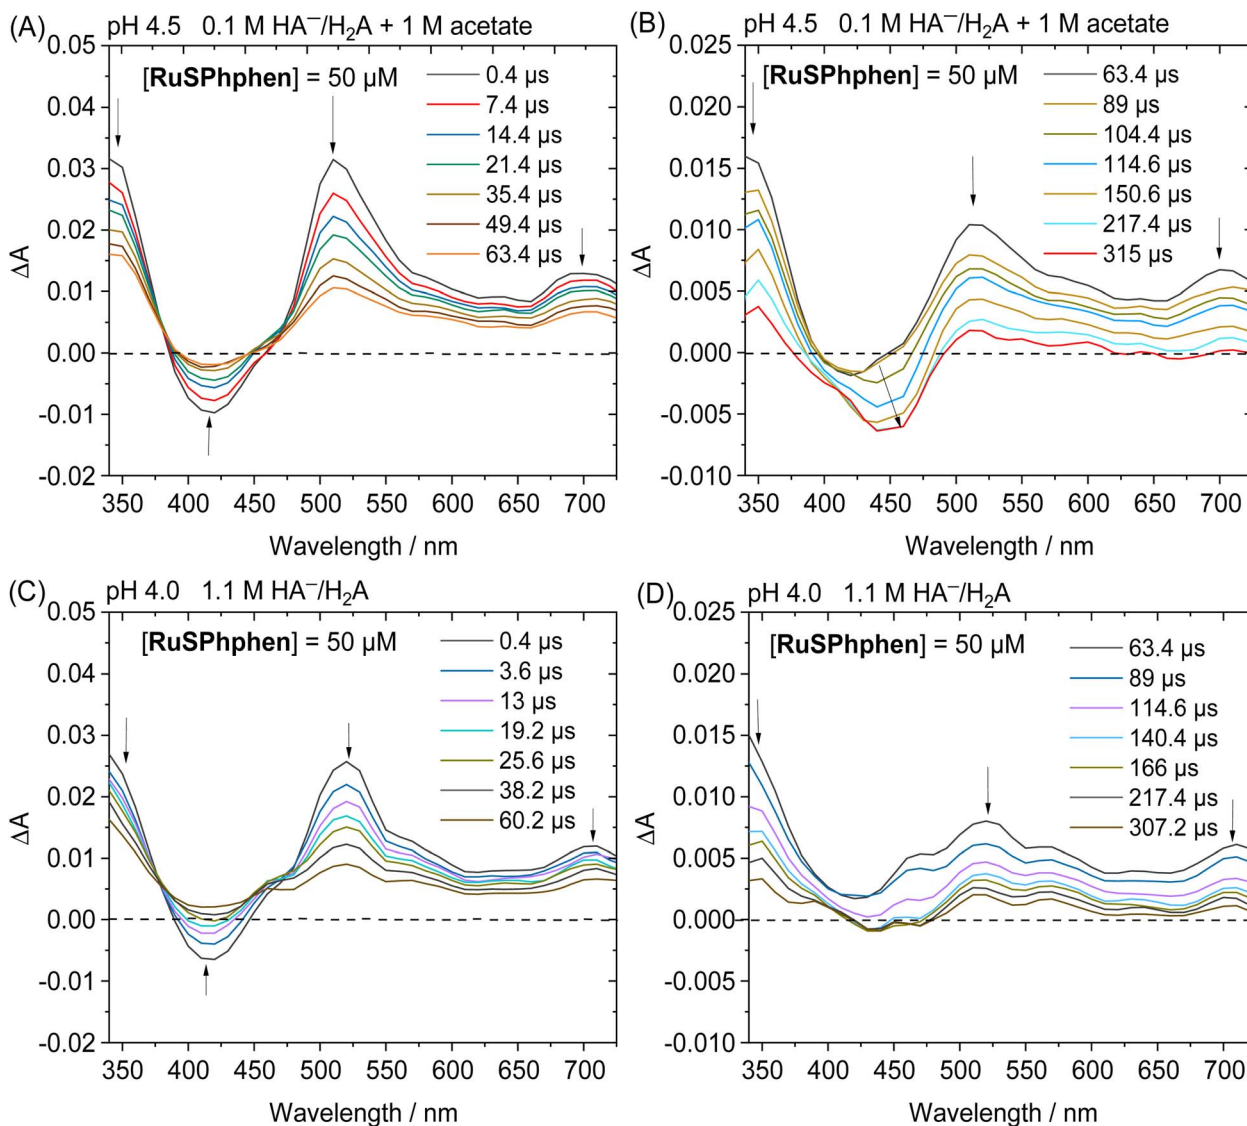 (A) pH 4.5 0.1 M HA⁻/H₂A + 1 M acetate
[RuSPhphen] = 50 µM
0.4 µs
7.4 µs
14.4 µs
21.4 µs
35.4 µs
49.4 µs
63.4 µs
0.05
0.04
0.03
0.02
0.01
0.00
-0.01
-0.02
ΔA
350 400 450 500 550 600 650 700
Wavelength / nm
(B) pH 4.5 0.1 M HA⁻/H₂A + 1 M acetate
[RuSPhphen] = 50 µM
63.4 µs
89 µs
104.4 µs
114.6 µs
150.6 µs
217.4 µs
315 µs
0.025
0.020
0.015
0.010
0.005
0.000
-0.005
-0.010
ΔA
350 400 450 500 550 600 650 700
Wavelength / nm
(C) pH 4.0 1.1 M HA⁻/H₂A
[RuSPhphen] = 50 µM
0.4 µs
3.6 µs
13 µs
19.2 µs
25.6 µs
38.2 µs
60.2 µs
0.05
0.04
0.03
0.02
0.01
0.00
-0.01
-0.02
ΔA
350 400 450 500 550 600 650 700
Wavelength / nm
(D) pH 4.0 1.1 M HA⁻/H₂A
[RuSPhphen] = 50 µM
63.4 µs
89 µs
114.6 µs
140.4 µs
166 µs
217.4 µs
307.2 µs
0.025
0.020
0.015
0.010
0.005
0.000
-0.005
-0.010
ΔA
350 400 450 500 550 600 650 700
Wavelength / nm